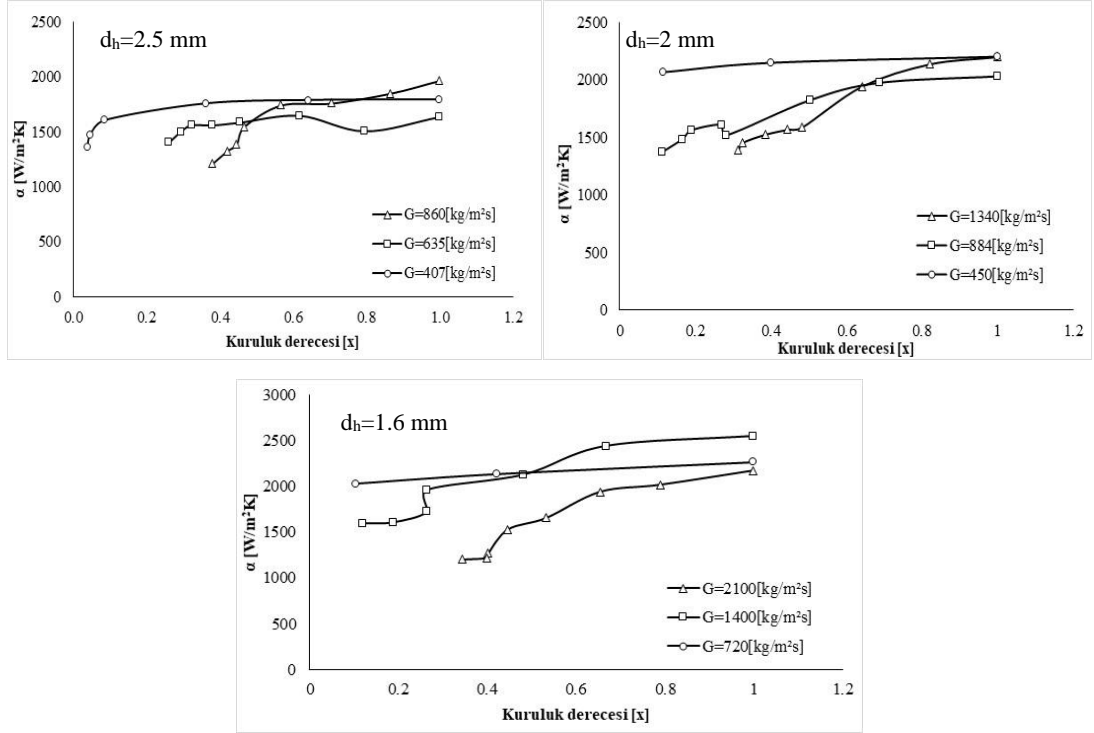 2500
2000
1500
1000
500
0
dₕ=2.5 mm
α [W/m²K]
G=860[kg/m²s]
G=635[kg/m²s]
G=407[kg/m²s]
0.0 0.2 0.4 0.6 0.8 1.0 1.2
Kuruluk derecesi [x]
2500
2000
1500
1000
500
0
dₕ=2 mm
α [W/m²K]
G=1340[kg/m²s]
G=884[kg/m²s]
G=450[kg/m²s]
0 0.2 0.4 0.6 0.8 1 1.2
Kuruluk derecesi [x]
3000
2500
2000
1500
1000
500
0
dₕ=1.6 mm
α [W/m²K]
G=2100[kg/m²s]
G=1400[kg/m²s]
G=720[kg/m²s]
0 0.2 0.4 0.6 0.8 1 1.2
Kuruluk derecesi [x]